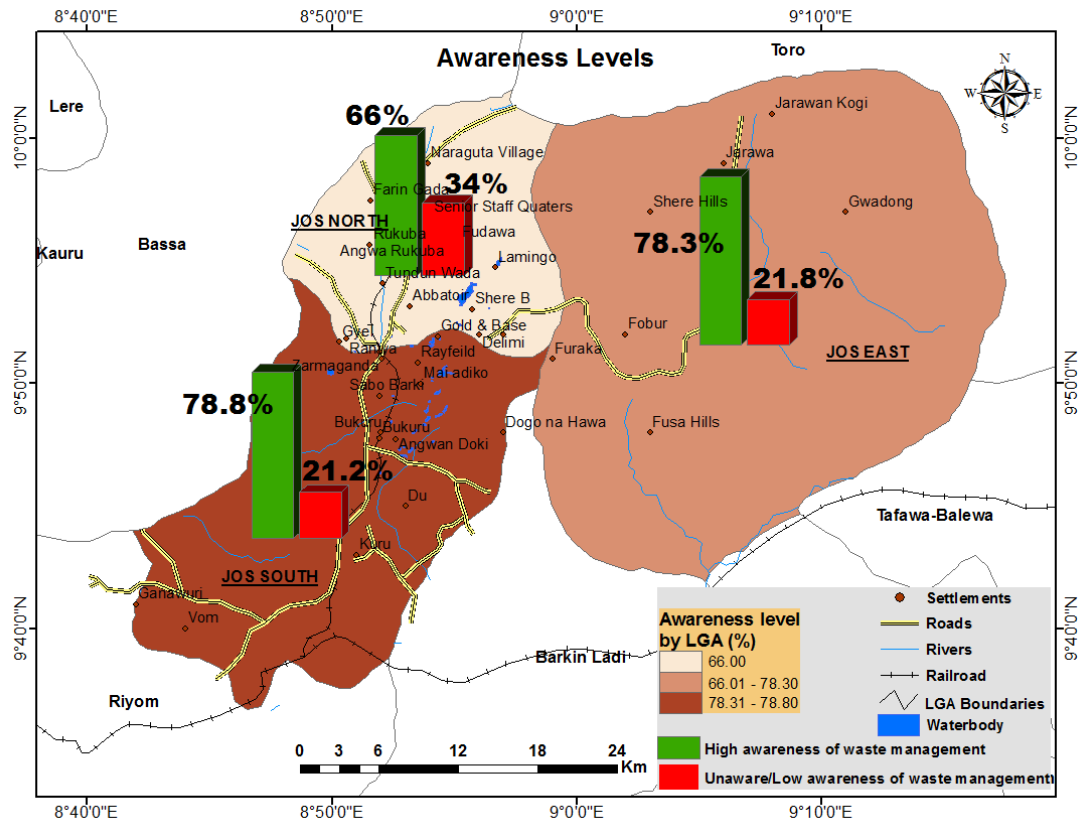 8°40'0"E 8°50'0"E 9°0'0"E 9°10'0"E
Awareness Levels
Toro
N
W E
S
Lere
Jarawan Kogi
66%
10°0'0"N 10°0'0"N
Naraguta Village
Jarawa
34%
Farin Gada
Senior Staff Quaters
Shere Hills
Gwadong
JOS NORTH
Rukuba
Fudawa
78.3%
Bassa
Kauru
Angwa Rukuba
Lamingo
Tundun Wada
21.8%
Abbatoir
Shere B
Gold & Base
Fobur
Gyel
Delimi
JOS EAST
Rantya
Rayfeild
Furaka
Zarmaganda
Mai adiko
9°50'0"N 9°50'0"N
Sabo Barki
78.8%
Bukuru
Bukuru
Dogo na Hawa
Fusa Hills
Angwan Doki
21.2%
Du
Tafawa-Balewa
Kuru
JOS SOUTH
Ganawuri
Vom
9°40'0"N 9°40'0"N
Barkin Ladi
Riyom
Awareness level
by LGA (%)
66.00
66.01 - 78.30
78.31 - 78.80
Settlements
Roads
Rivers
Railroad
LGA Boundaries
Waterbody
High awareness of waste management
Unaware/Low awareness of waste management
0 3 6 12 18 24
Km
8°40'0"E 8°50'0"E 9°0'0"E 9°10'0"E